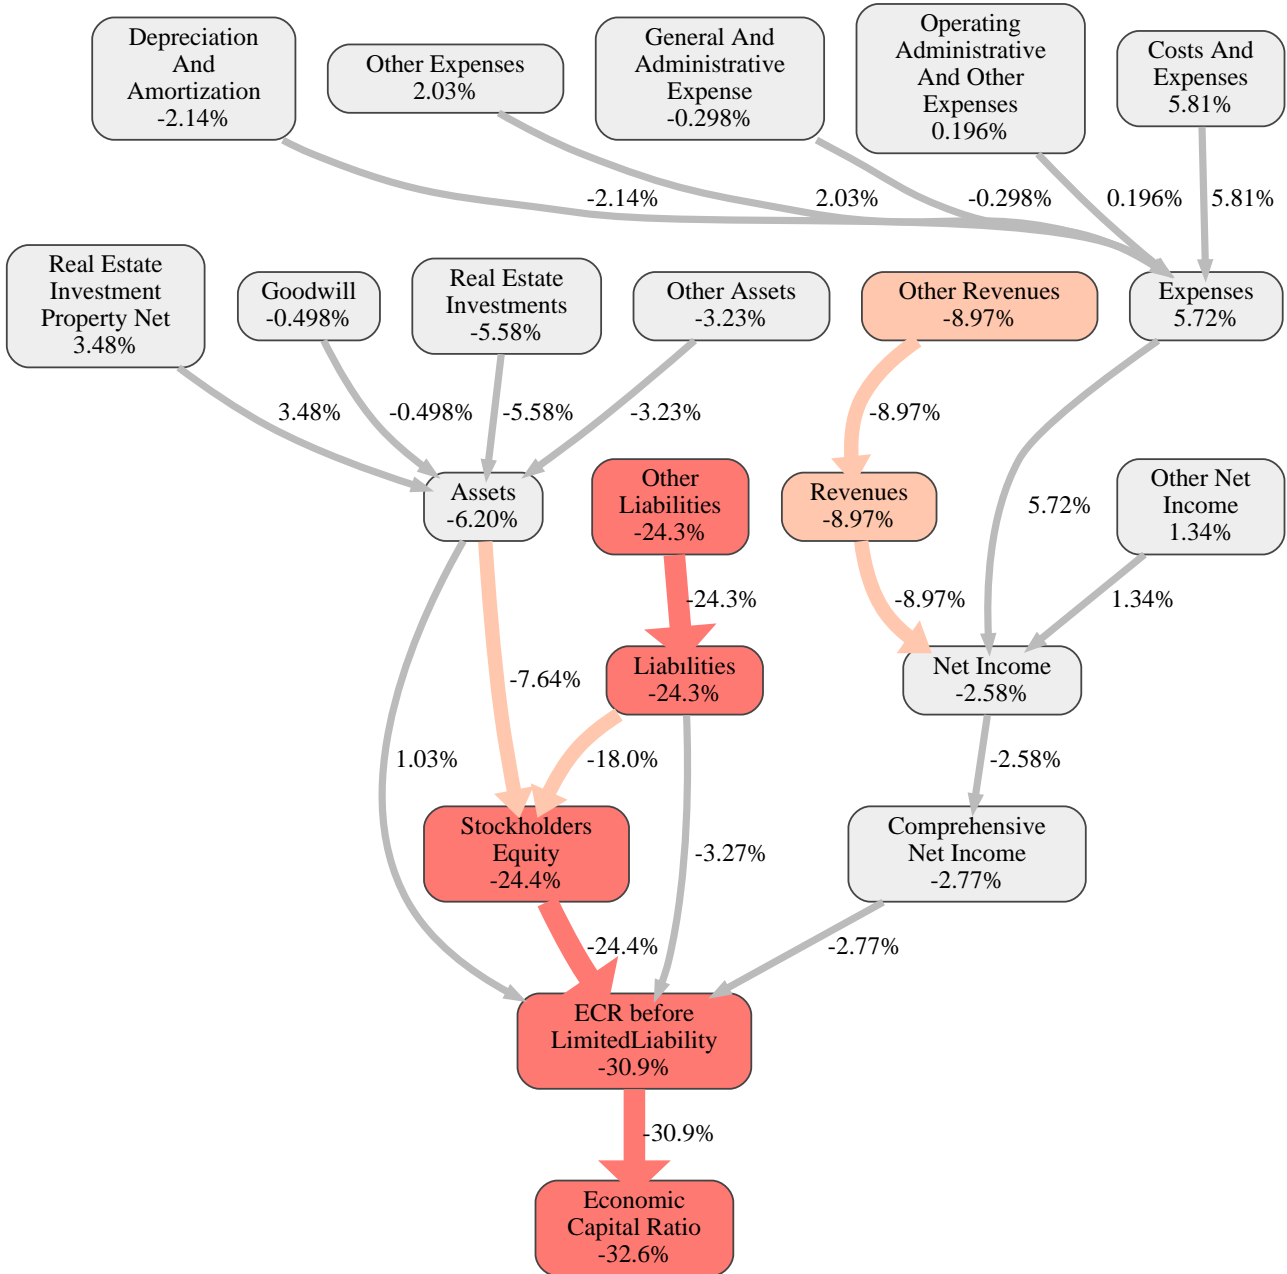 Depreciation
And
Amortization
-2.14%
Other Expenses
2.03%
General And
Administrative
Expense
-0.298%
Operating
Administrative
And Other
Expenses
0.196%
Costs And
Expenses
5.81%
-2.14%
2.03%
-0.298%
0.196%
5.81%
Real Estate
Investment
Property Net
3.48%
Goodwill
-0.498%
Real Estate
Investments
-5.58%
Other Assets
-3.23%
Other Revenues
-8.97%
Expenses
5.72%
3.48%
-0.498%
-5.58%
-3.23%
-8.97%
Assets
-6.20%
Other
Liabilities
-24.3%
Revenues
-8.97%
5.72%
Other Net
Income
1.34%
-24.3%
-8.97%
1.34%
-7.64%
Liabilities
-24.3%
Net Income
-2.58%
1.03%
-18.0%
-2.58%
Stockholders
Equity
-24.4%
-3.27%
Comprehensive
Net Income
-2.77%
-24.4%
-2.77%
ECR before
LimitedLiability
-30.9%
-30.9%
Economic
Capital Ratio
-32.6%